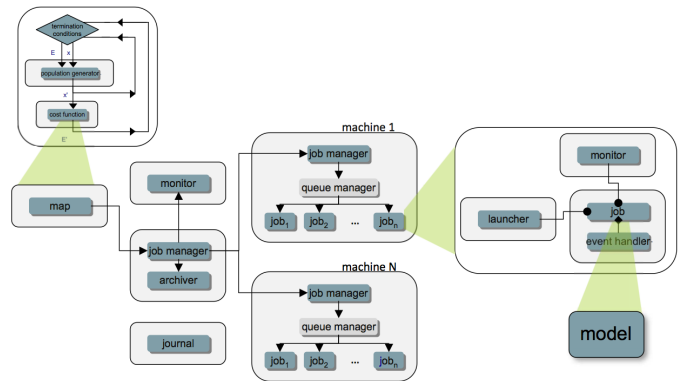 termination
conditions
E
x
population generator
x'
cost function
E'
map
monitor
job manager
archiver
journal
machine 1
job manager
queue manager
job1
job2
...
jobn
machine N
job manager
queue manager
job1
job2
...
jobn
monitor
launcher
job
event handler
model